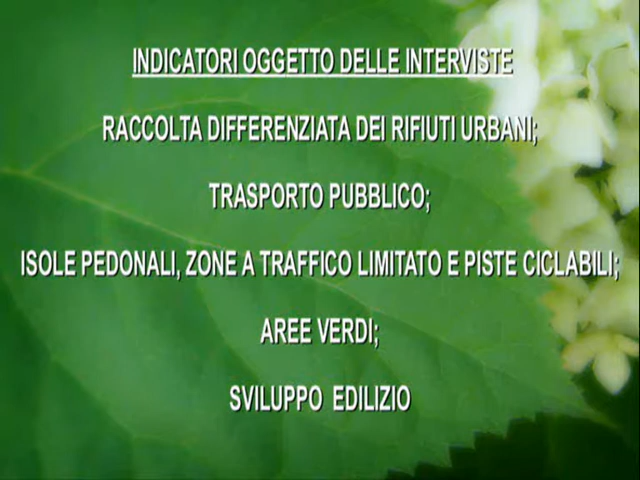 INDICATORI OGGETTO DELLE INTERVISTE
RACCOLTA DIFFERENZIATA DEI RIFIUTI URBANI;
TRASPORTO PUBBLICO;
ISOLE PEDONALI, ZONE A TRAFFICO LIMITATO E PISTE CICLABILI;
AREE VERDI;
SVILUPPO EDILIZIO